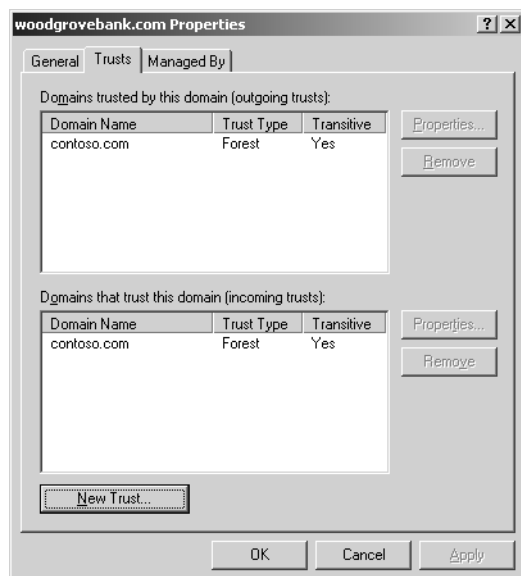 woodgrovebank.com Properties ? X
General Trusts Managed By
Domains trusted by this domain (outgoing trusts):
Domain Name Trust Type Transitive
contoso.com Forest Yes
Properties...
Remove
Domains that trust this domain (incoming trusts):
Domain Name Trust Type Transitive
contoso.com Forest Yes
Properties...
Remove
New Trust...
OK Cancel Apply